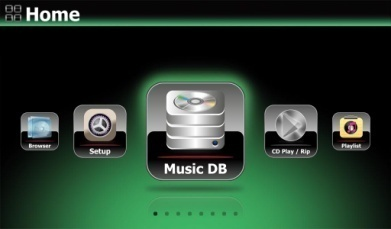 Home
Browser
Setup
Music DB
CD Play / Rip
Playlist